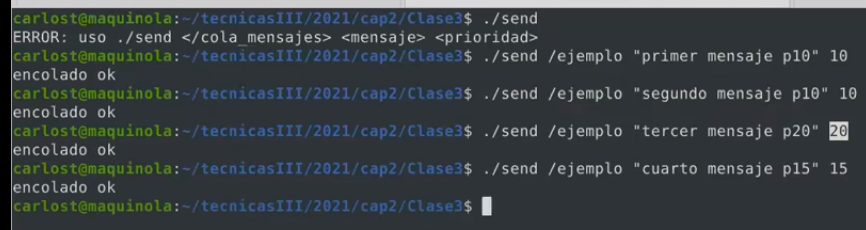 carlost@maquinola:~/tecnicasIII/2021/cap2/Clase3$ ./send
ERROR: uso ./send </cola_mensajes> <mensaje> <prioridad>
carlost@maquinola:~/tecnicasIII/2021/cap2/Clase3$ ./send /ejemplo "primer mensaje p10" 10
encolado ok
carlost@maquinola:~/tecnicasIII/2021/cap2/Clase3$ ./send /ejemplo "segundo mensaje p10" 10
encolado ok
carlost@maquinola:~/tecnicasIII/2021/cap2/Clase3$ ./send /ejemplo "tercer mensaje p20" 20
encolado ok
carlost@maquinola:~/tecnicasIII/2021/cap2/Clase3$ ./send /ejemplo "cuarto mensaje p15" 15
encolado ok
carlost@maquinola:~/tecnicasIII/2021/cap2/Clase3$